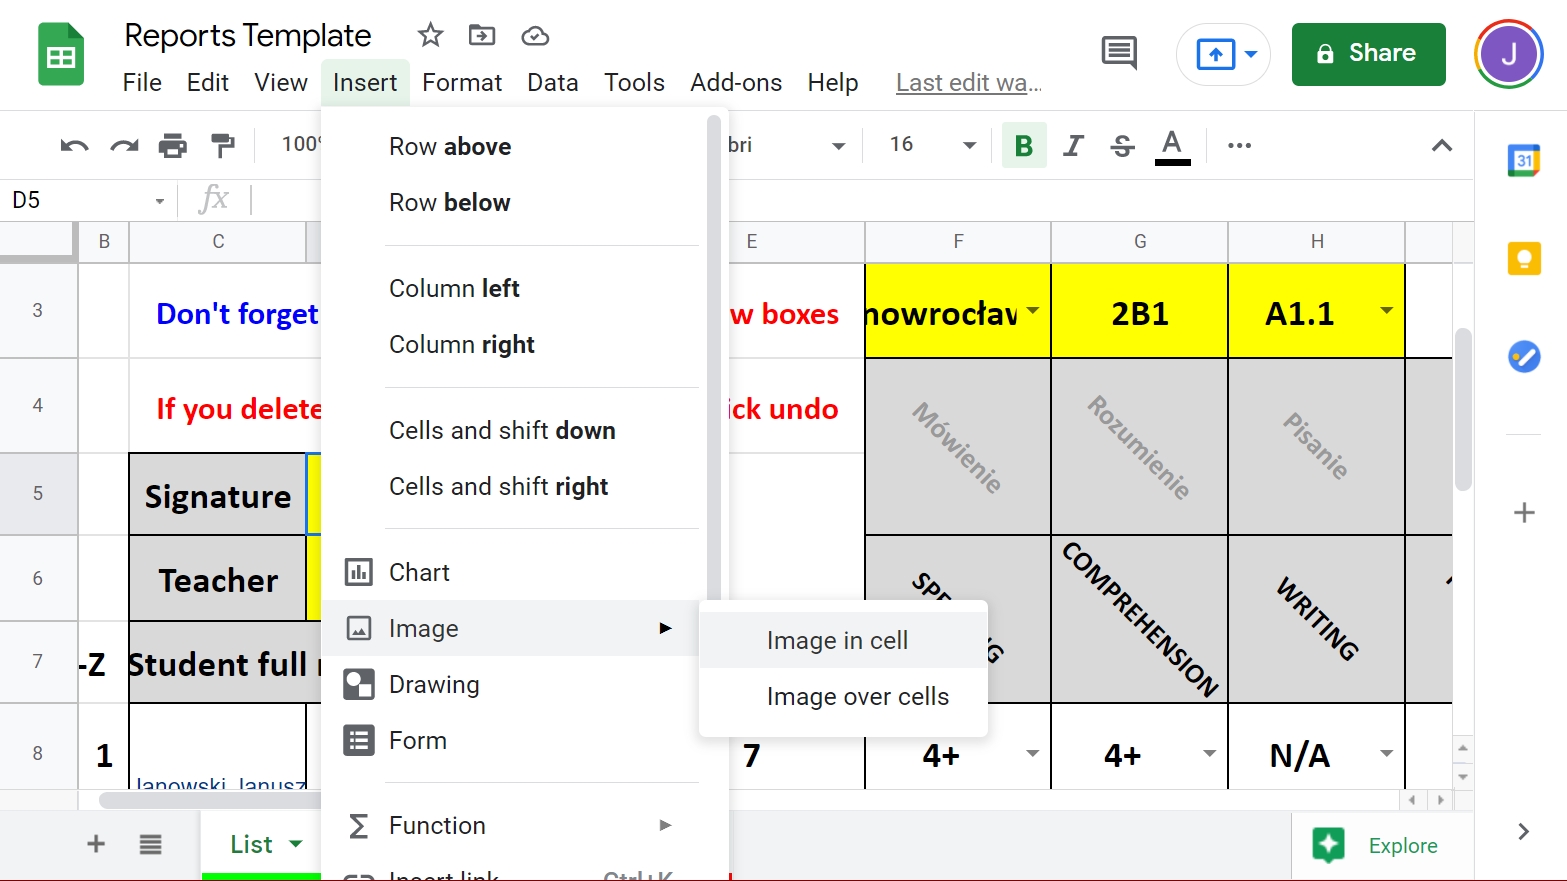 Reports Template
File Edit View Insert Format Data Tools Add-ons Help Last edit wa...
Share
J
100%
bri
16
B I S A
D5
fx
31
Row above
Row below
Column left
Column right
Cells and shift down
Cells and shift right
Chart
Image
Drawing
Form
Function
Insert link Ctrl+K
Image in cell
Image over cells
B C E F G H
3 Don't forget w boxes nowrocław 2B1 A1.1
4 If you delete ick undo Mówienie Rozumienie Pisanie
5 Signature
6 Teacher COMPREHENSION WRITING
7 -Z Student full
8 1 Janowski Janusz 7 4+ 4+ N/A
List
Explore